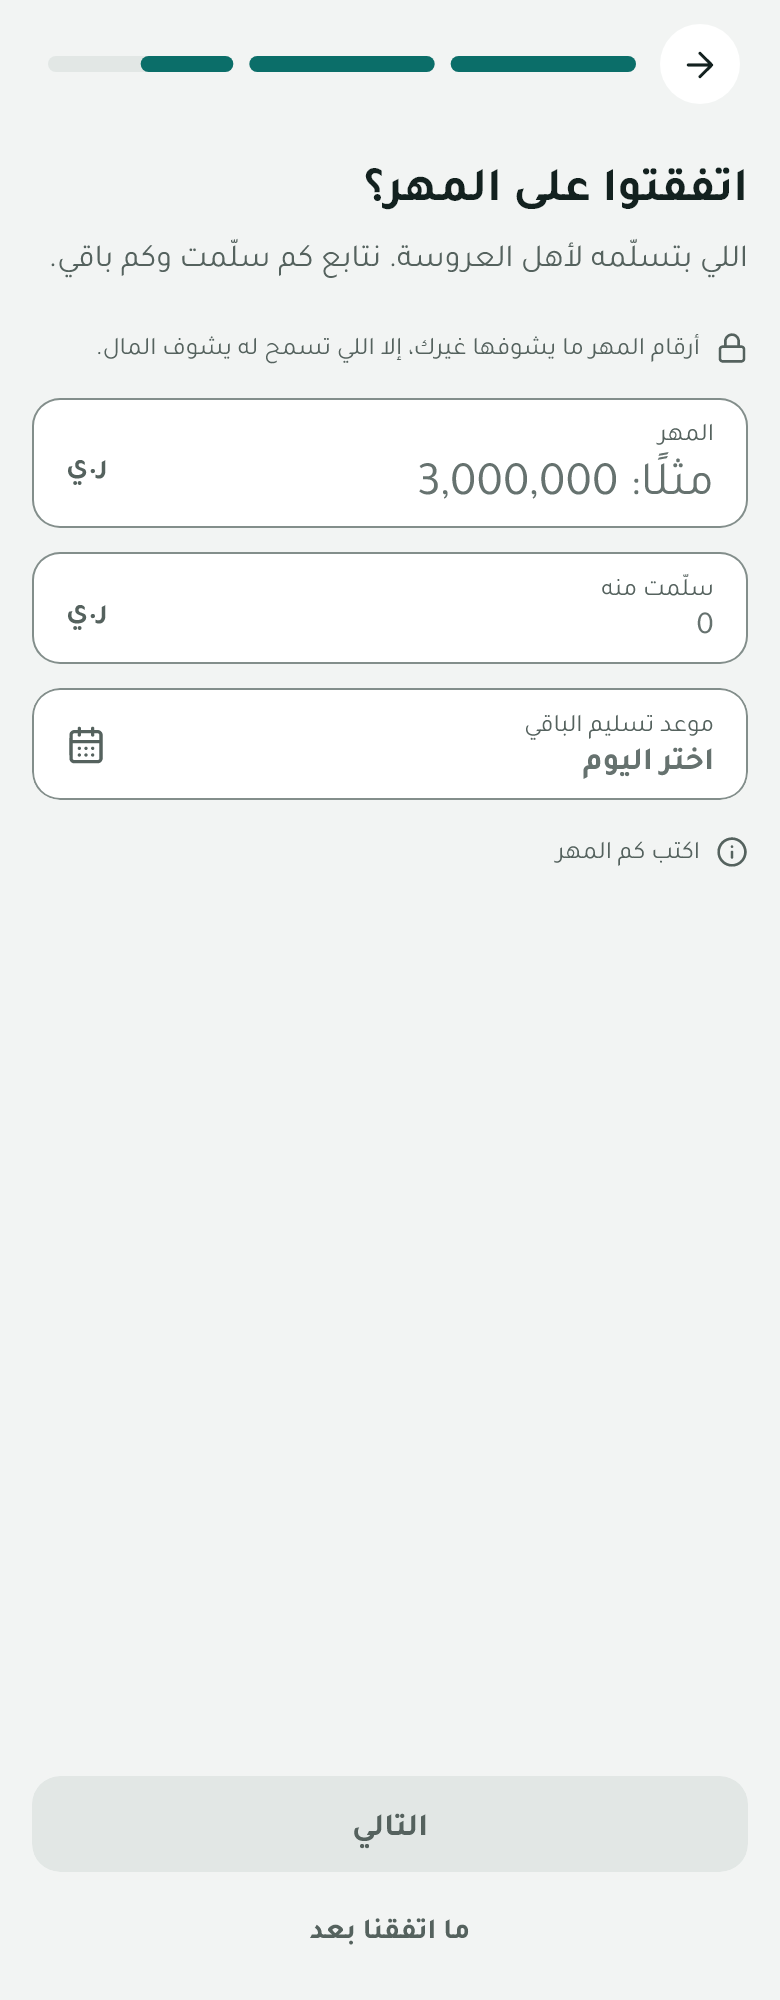 اتفقتوا على المهر؟
اللي بتسلّمه لأهل العروسة. نتابع كم سلّمت وكم باقي.
أرقام المهر ما يشوفها غيرك، إلا اللي تسمح له يشوف المال.
المهر
مثلًا: 3,000,000
ر.ي
سلّمت منه
0
ر.ي
موعد تسليم الباقي
اختر اليوم
اكتب كم المهر
التالي
ما اتفقنا بعد